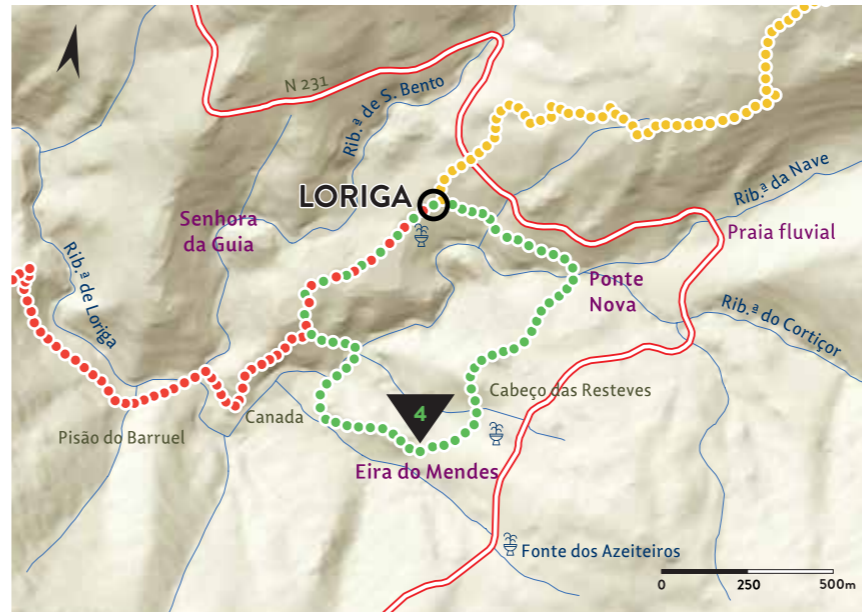 N 231
Rib.ª de S. Bento
LORIGA
Rib.ª da Nave
Senhora
da Guia
Praia fluvial
Rib.ª de Loriga
Ponte
Nova
Rib.ª do Cortiçor
Cabeço das Resteves
4
Canada
Pisão do Barruel
Eira do Mendes
Fonte dos Azeiteiros
0 250 500m